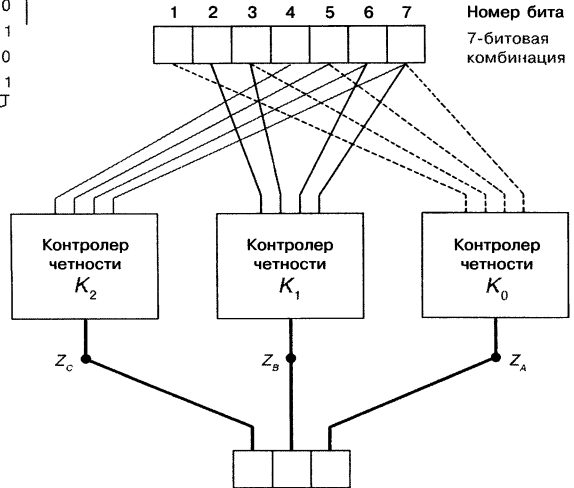 0
1
0
1
1 2 3 4 5 6 7
Номер бита
7-битовая
комбинация
Контролер
четности
K2
Контролер
четности
K1
Контролер
четности
K0
ZC
ZB
ZA